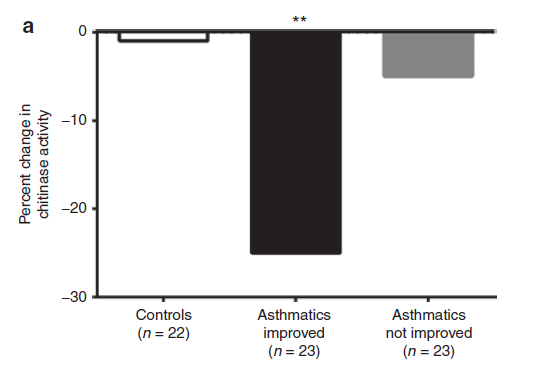 a
**
0
−10
−20
−30
Percent change in
chitinase activity
Controls
(n = 22)
Asthmatics
improved
(n = 23)
Asthmatics
not improved
(n = 23)